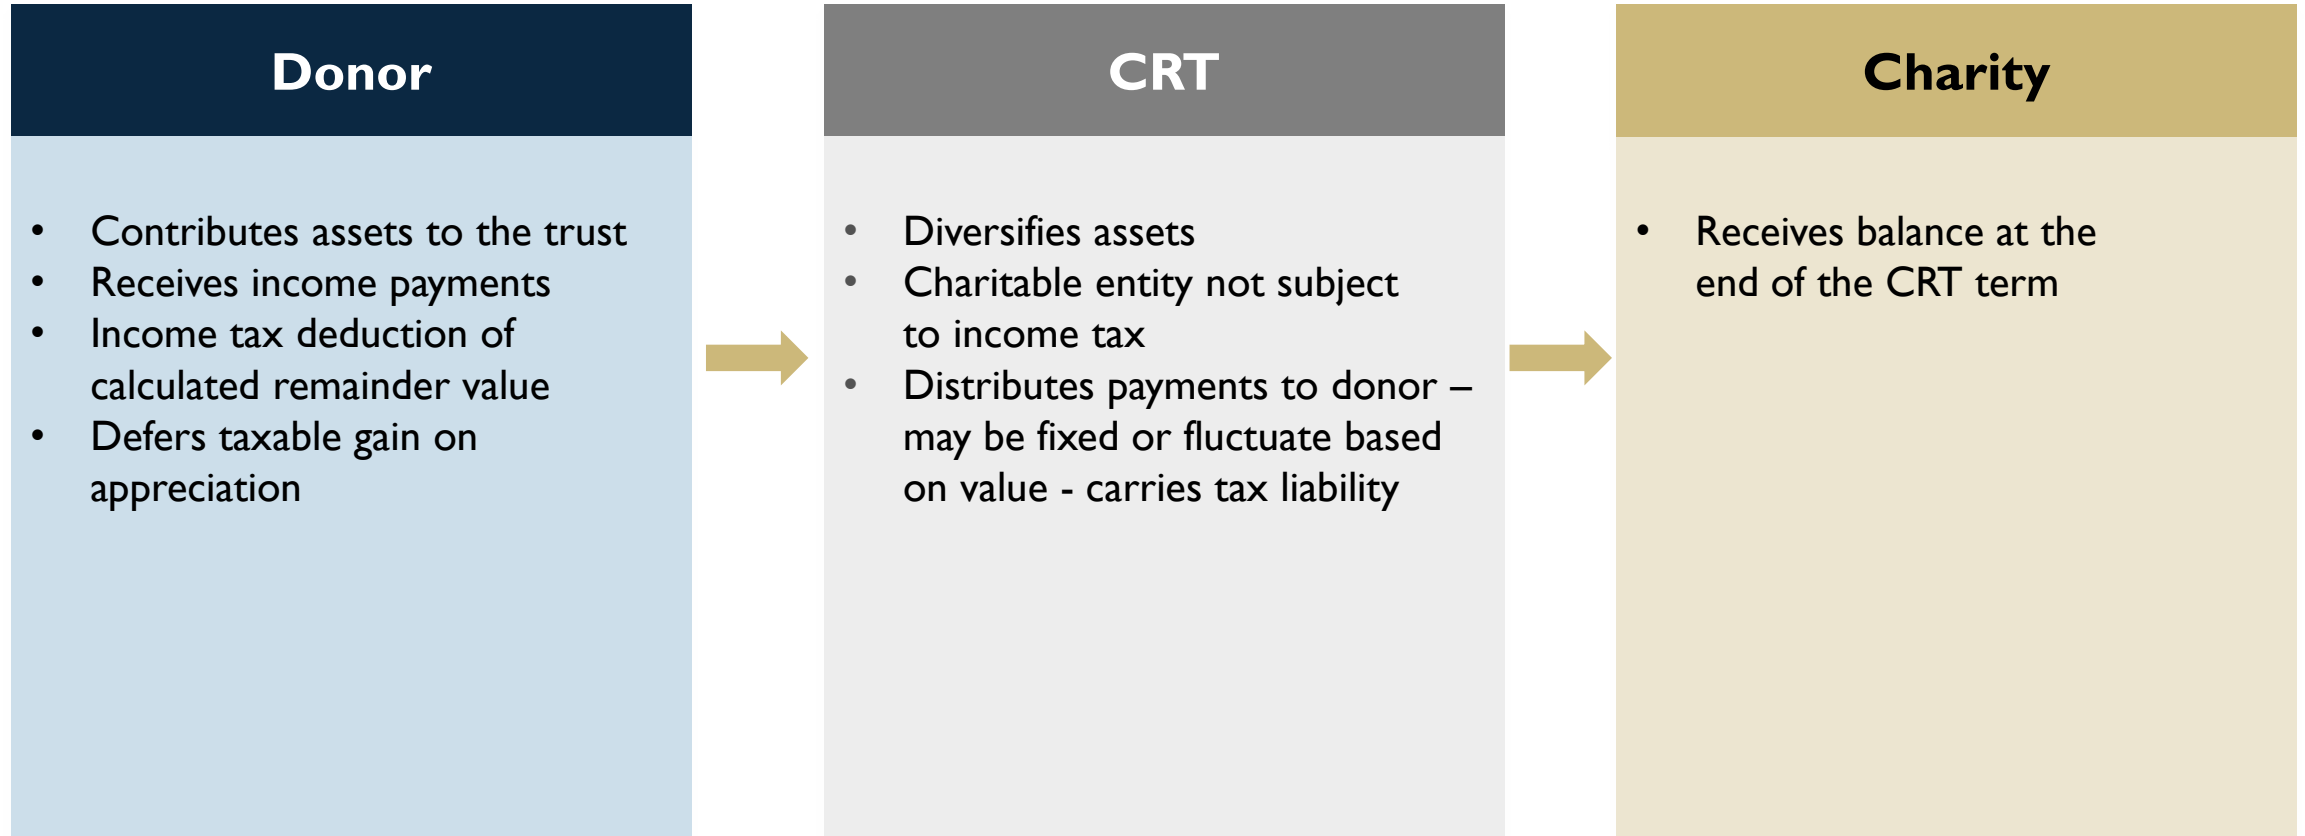 Donor
• Contributes assets to the trust
• Receives income payments
• Income tax deduction of
calculated remainder value
• Defers taxable gain on
appreciation
CRT
• Diversifies assets
• Charitable entity not subject
to income tax
• Distributes payments to donor –
may be fixed or fluctuate based
on value - carries tax liability
Charity
• Receives balance at the
end of the CRT term